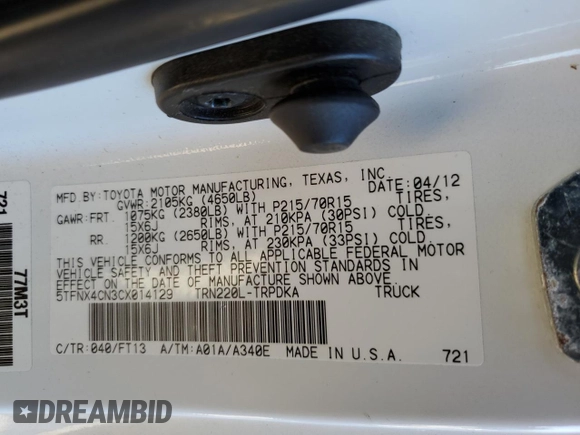 MFD.BY:TOYOTA MOTOR MANUFACTURING, TEXAS, INC.
GVWR:2105KG (4650LB) DATE:04/12
GAWR:FRT. 1075KG (2380LB) WITH P215/70R15 TIRES,
15X6J RIMS, AT 210KPA (30PSI) COLD,
RR. 1200KG (2650LB) WITH P215/70R15 TIRES,
15X6J RIMS, AT 230KPA (33PSI) COLD.
THIS VEHICLE CONFORMS TO ALL APPLICABLE FEDERAL MOTOR
VEHICLE SAFETY AND THEFT PREVENTION STANDARDS IN
EFFECT ON THE DATE OF MANUFACTURE SHOWN ABOVE.
5TFNX4CN3CX014129 TRN220L-TRPDKA TRUCK
C/TR:040/FT13 A/TM:A01A/A340E MADE IN U.S.A. 721
721
77M3T
DREAMBID